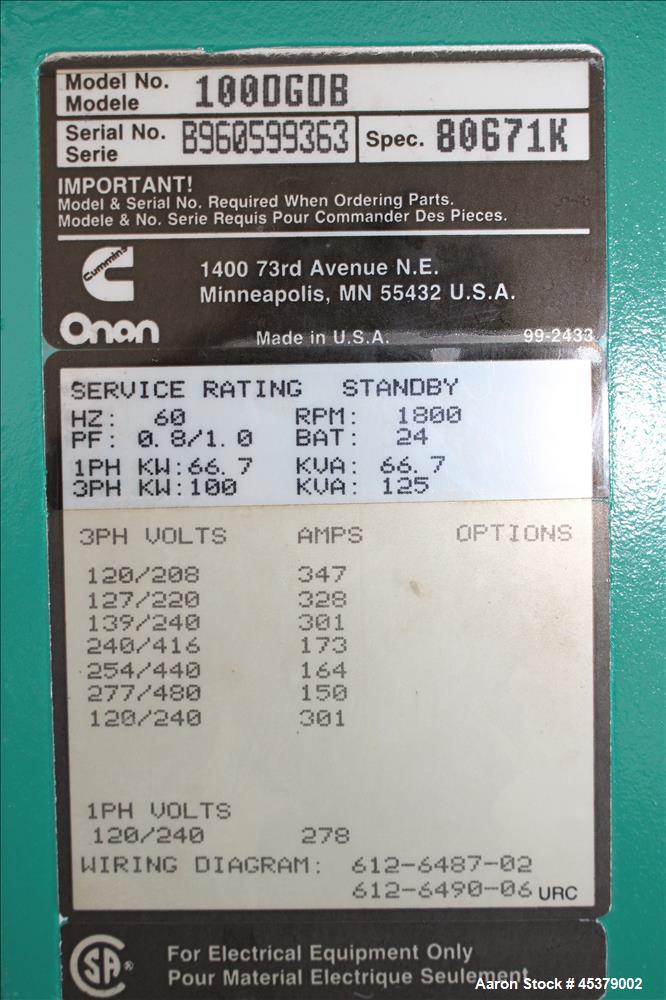 Model No. 100DGDB
Modele
Serial No. B960599363 Spec. 80671K
Serie
IMPORTANT!
Model & Serial No. Required When Ordering Parts.
Modele & No. Serie Requis Pour Commander Des Pieces.
Cummins
1400 73rd Avenue N.E.
Minneapolis, MN 55432 U.S.A.
Onan
Made in U.S.A. 99-2433
SERVICE RATING STANDBY
HZ: 60 RPM: 1800
PF: 0.8/1.0 BAT: 24
1PH KW:66.7 KVA: 66.7
3PH KW:100 KVA: 125
3PH VOLTS AMPS OPTIONS
120/208 347
127/220 328
139/240 301
240/416 173
254/440 164
277/480 150
120/240 301
1PH VOLTS
120/240 278
WIRING DIAGRAM: 612-6487-02
612-6490-06 URC
SA®
For Electrical Equipment Only
Pour Material Electrique Seulement
Aaron Stock # 45379002